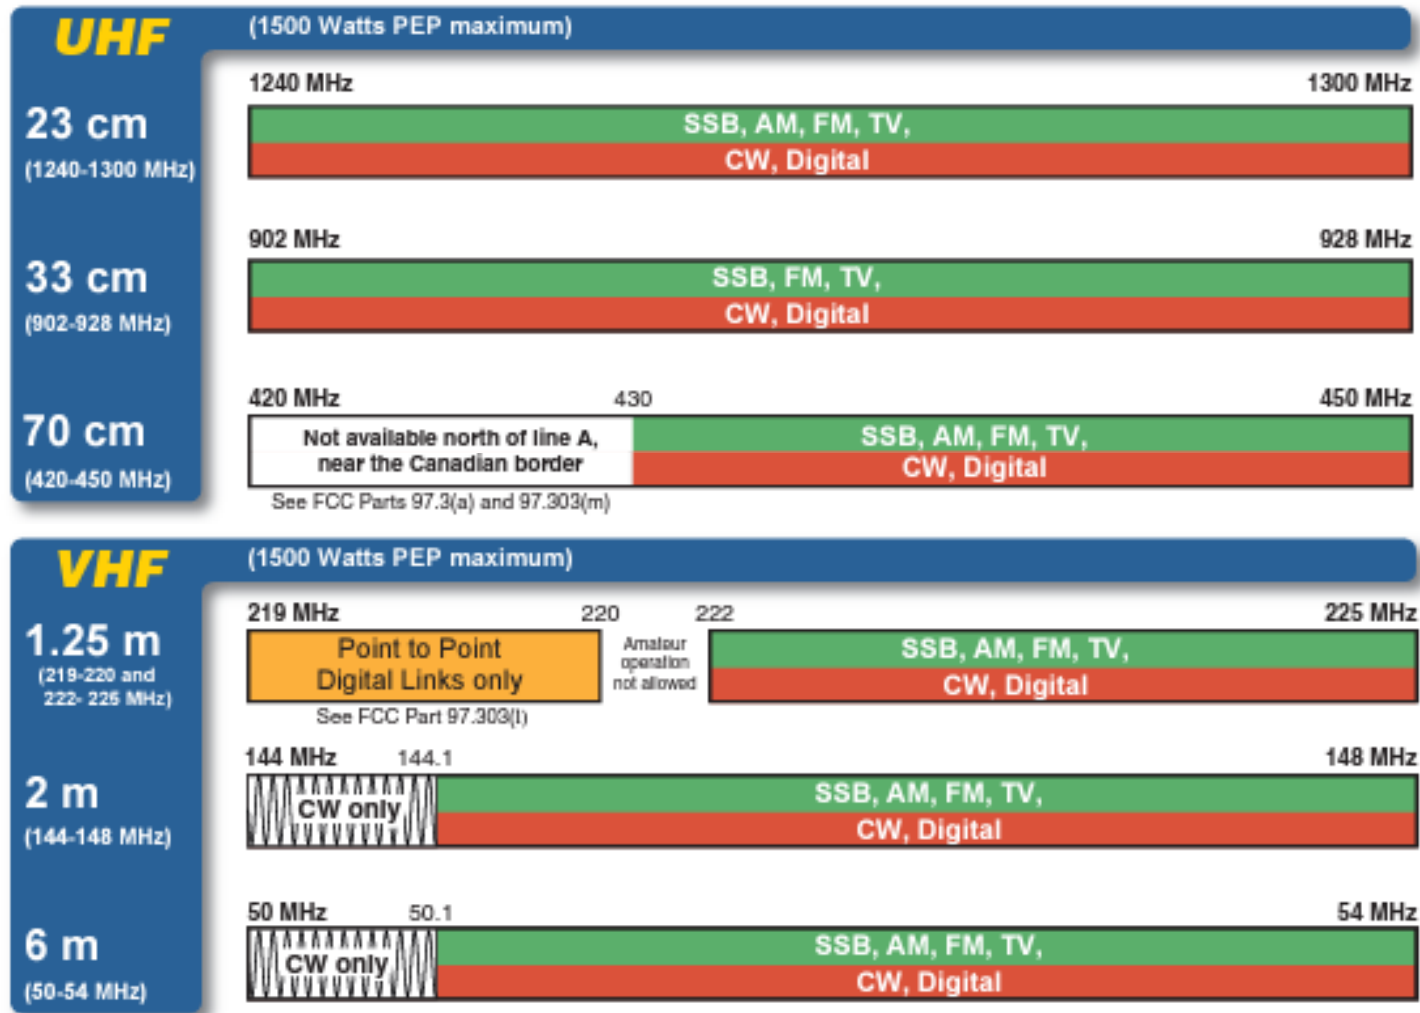 UHF
(1500 Watts PEP maximum)
23 cm
(1240-1300 MHz)
1240 MHz
1300 MHz
SSB, AM, FM, TV,
CW, Digital
33 cm
(902-928 MHz)
902 MHz
928 MHz
SSB, FM, TV,
CW, Digital
70 cm
(420-450 MHz)
420 MHz
430
450 MHz
Not available north of line A,
near the Canadian border
SSB, AM, FM, TV,
CW, Digital
See FCC Parts 97.3(a) and 97.303(m)
VHF
(1500 Watts PEP maximum)
1.25 m
(219-220 and
222- 225 MHz)
219 MHz
220
222
225 MHz
Point to Point
Digital Links only
Amateur
operation
not allowed
SSB, AM, FM, TV,
CW, Digital
See FCC Part 97.303(l)
2 m
(144-148 MHz)
144 MHz
144.1
148 MHz
CW only
SSB, AM, FM, TV,
CW, Digital
6 m
(50-54 MHz)
50 MHz
50.1
54 MHz
CW only
SSB, AM, FM, TV,
CW, Digital